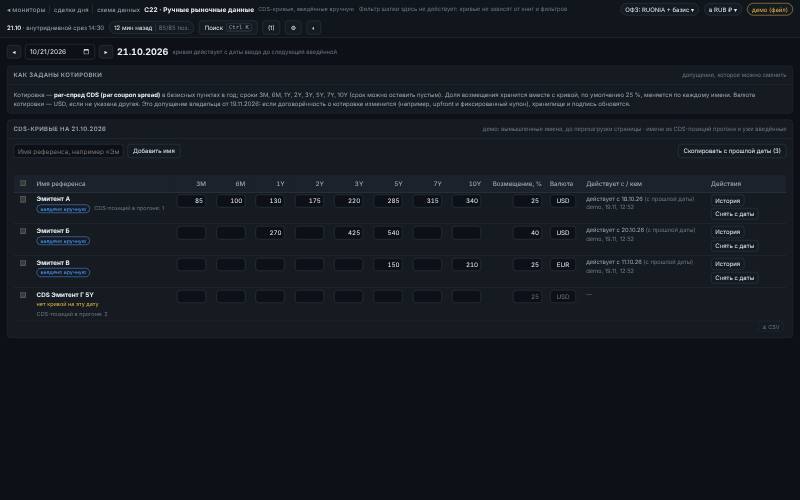 ◂ мониторы сделки дня схема данных C22 · Ручные рыночные данные CDS-кривые, введённые вручную Фильтр шапки здесь не действует: кривые не зависят от книг и фильтров ОФЗ: RUONIA + базис ▾ в RUB ₽ ▾ демо (файл)
21.10 · внутридневной срез 14:30 12 мин назад 85/85 поз. Поиск Ctrl K
◂ 10/21/2026 ▸ 21.10.2026 кривая действует с даты ввода до следующей введённой
КАК ЗАДАНЫ КОТИРОВКИ допущение, которое можно сменить
Котировка — par-спред CDS (par coupon spread) в базисных пунктах в год; сроки 3M, 6M, 1Y, 2Y, 3Y, 5Y, 7Y, 10Y (срок можно оставить пустым). Доля возмещения хранится вместе с кривой, по умолчанию 25 %, меняется по каждому имени. Валюта
котировки — USD, если не указана другая. Это допущение владельца от 19.11.2026: если договорённость о котировке изменится (например, upfront и фиксированный купон), хранилище и подпись обновятся.
CDS-КРИВЫЕ НА 21.10.2026 демо: вымышленные имена, до перезагрузки страницы · имена из CDS-позиций прогона и уже введённые
Имя референса, например «Эм Добавить имя Скопировать с прошлой даты (3)
Имя референса 3M 6M 1Y 2Y 3Y 5Y 7Y 10Y Возмещение, % Валюта Действует с / кем Действия
Эмитент А 85 100 130 175 220 285 315 340 25 USD действует с 18.10.26 (с прошлой даты) История
введено вручную CDS-позиций в прогоне: 1 демо, 19.11, 12:52
Снять с даты
Эмитент Б 270 425 540 40 USD действует с 20.10.26 (с прошлой даты) История
введено вручную демо, 19.11, 12:52
Снять с даты
Эмитент В 150 210 25 EUR действует с 11.10.26 (с прошлой даты) История
введено вручную демо, 19.11, 12:52
Снять с даты
CDS Эмитент Г 5Y 25 USD —
нет кривой на эту дату
CDS-позиций в прогоне: 2
CSV